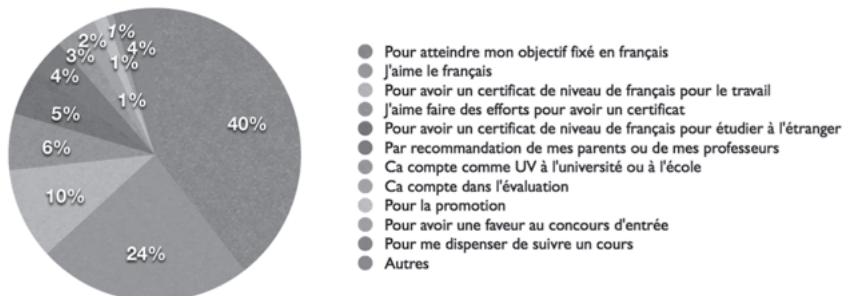 1%
2%
4%
3%
1%
4%
1%
5%
40%
6%
10%
24%
Pour atteindre mon objectif fixé en français
J'aime le français
Pour avoir un certificat de niveau de français pour le travail
J'aime faire des efforts pour avoir un certificat
Pour avoir un certificat de niveau de français pour étudier à l'étranger
Par recommandation de mes parents ou de mes professeurs
Ca compte comme UV à l'université ou à l'école
Ca compte dans l'évaluation
Pour la promotion
Pour avoir une faveur au concours d'entrée
Pour me dispenser de suivre un cours
Autres